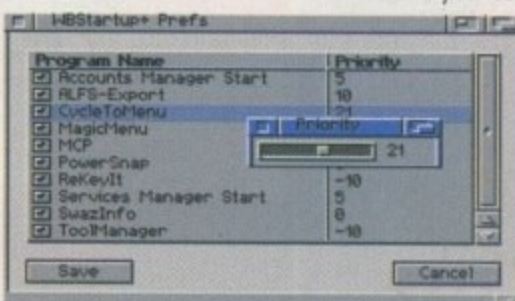 WBStartup+ Prefs
Program Name Priority
Accounts Manager Start 5
ALFS-Export 10
CycleToMenu 21
MagicMenu
Priority
MCP
21
PowerSnap
ReKeyIt -10
Services Manager Start 5
SwazInfo 0
ToolManager -10
Save Cancel